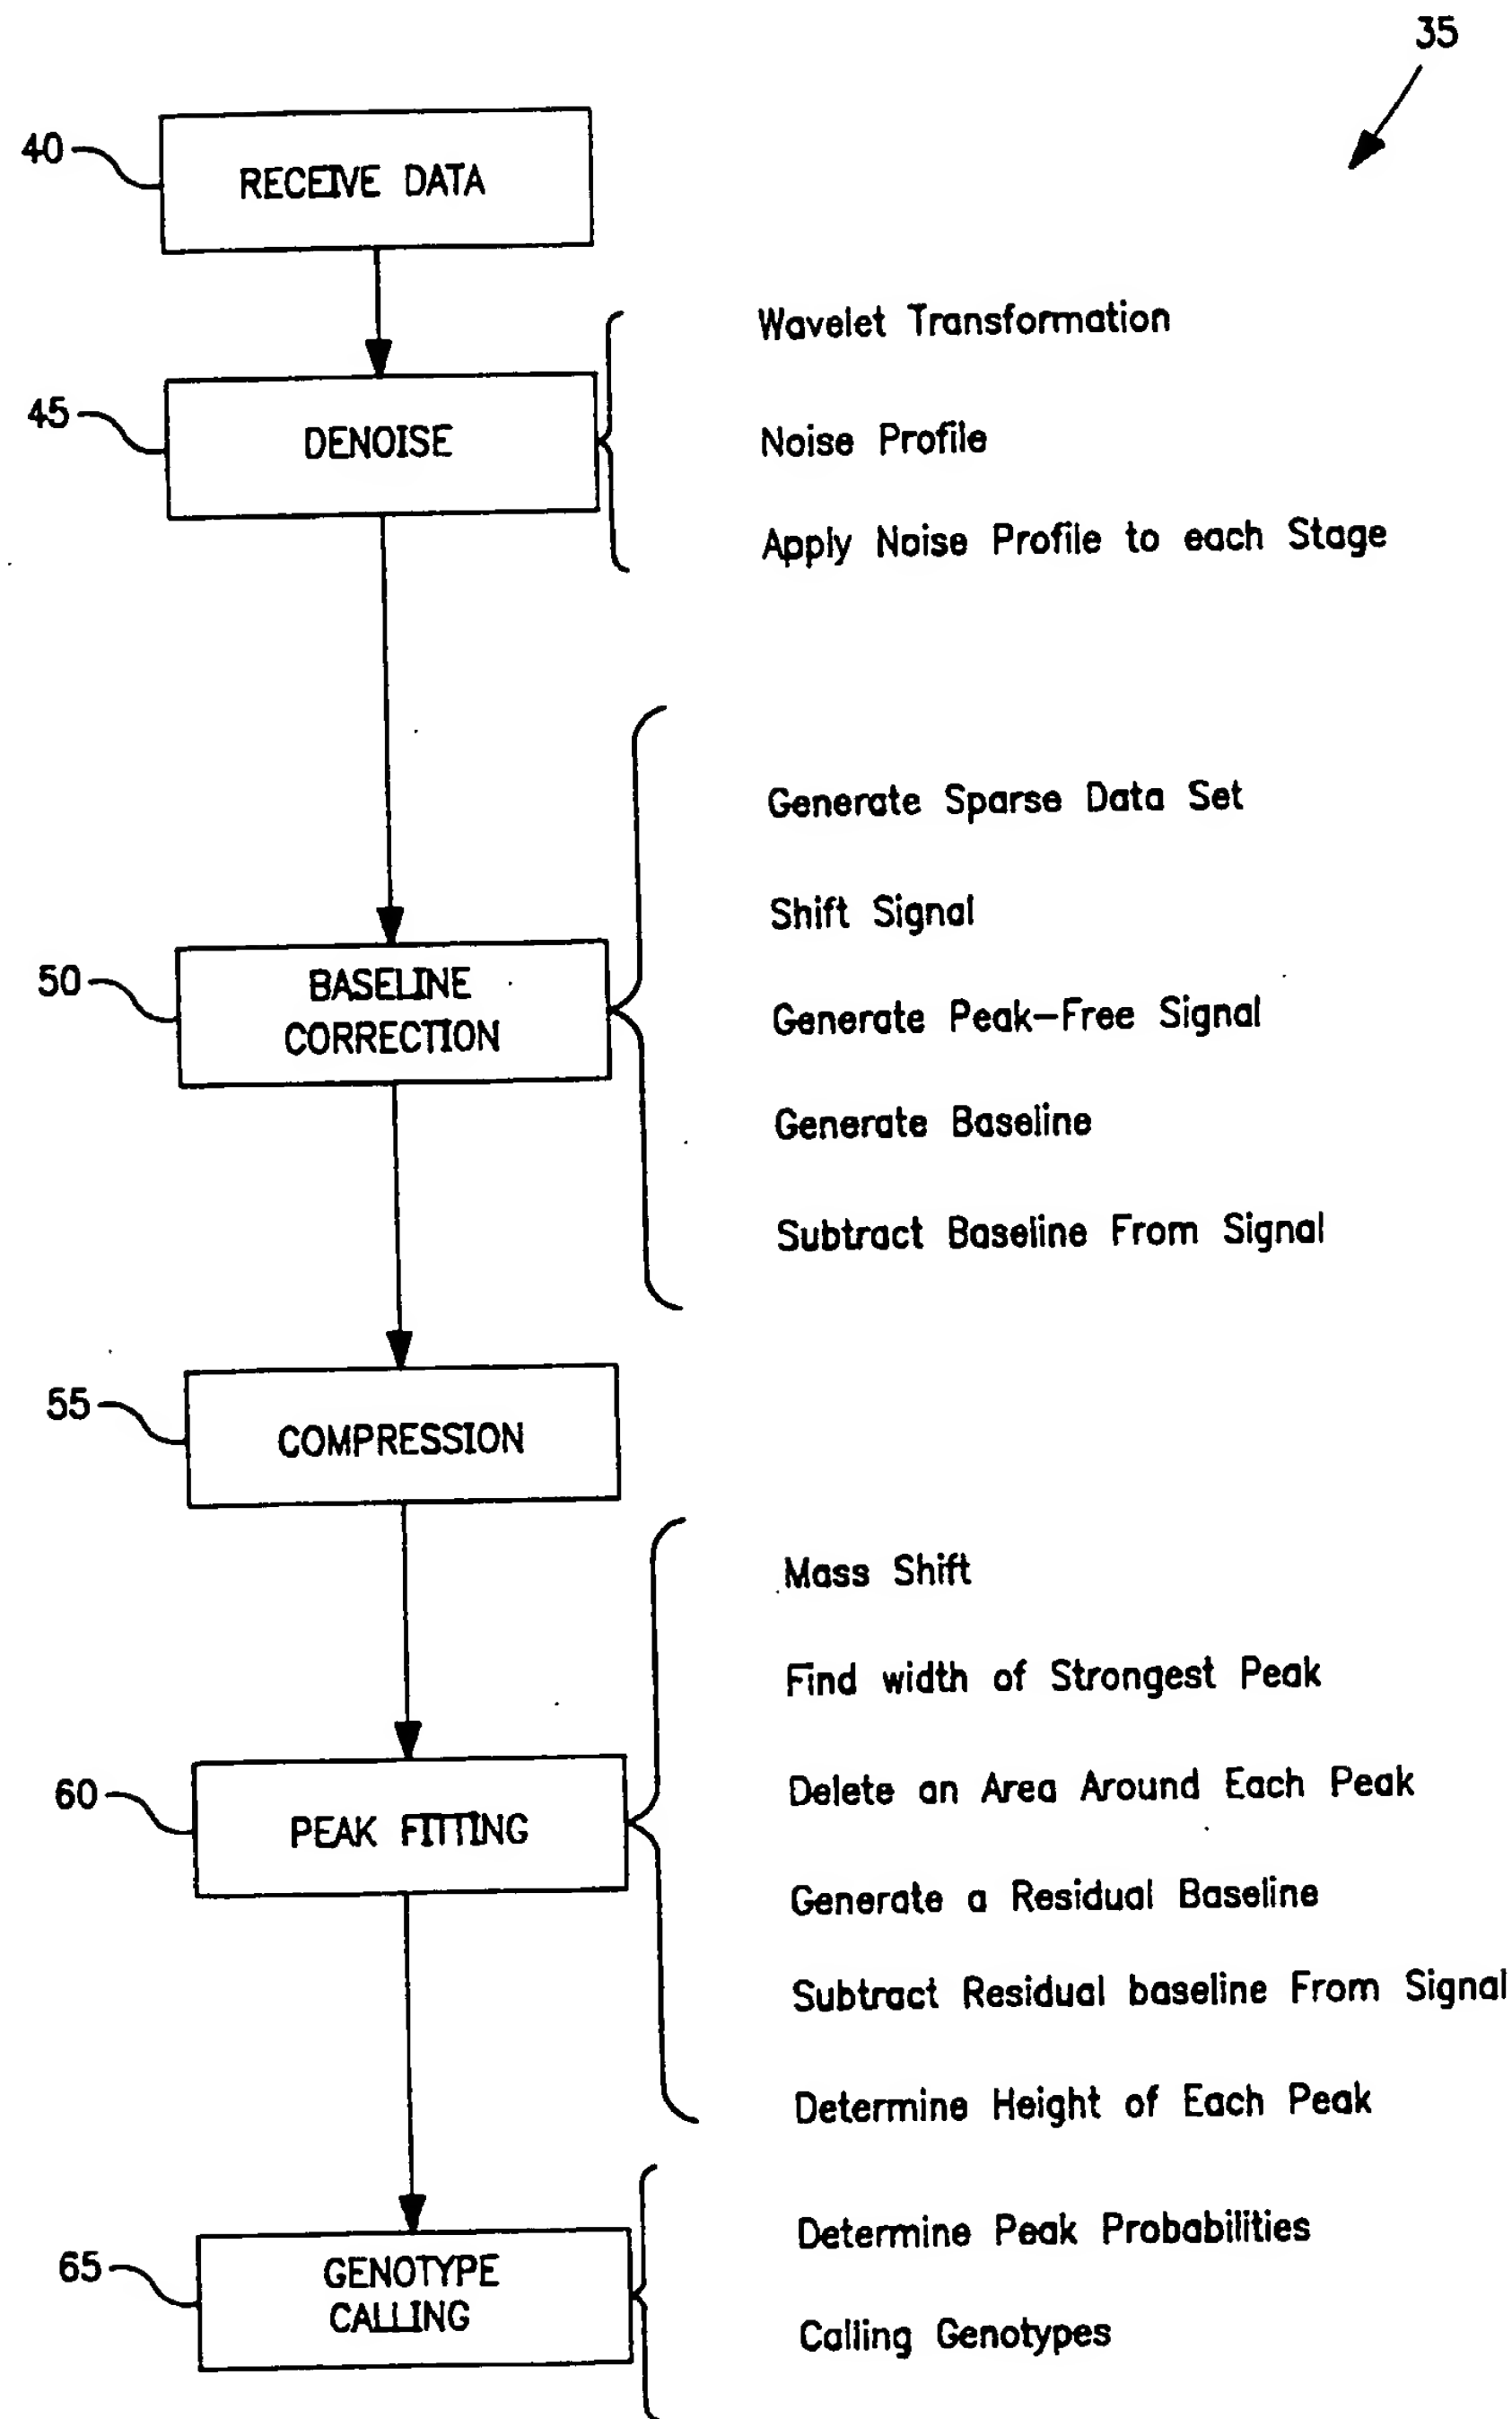 35
40
RECEIVE DATA
Wavelet Transformation
45
DENOISE
Noise Profile
Apply Noise Profile to each Stage
Generate Sparse Data Set
Shift Signal
50
BASELINE
CORRECTION
Generate Peak-Free Signal
Generate Baseline
Subtract Baseline From Signal
55
COMPRESSION
Mass Shift
Find width of Strongest Peak
Delete an Area Around Each Peak
60
PEAK FITTING
Generate a Residual Baseline
Subtract Residual baseline From Signal
Determine Height of Each Peak
Determine Peak Probabilities
65
GENOTYPE
CALLING
Calling Genotypes